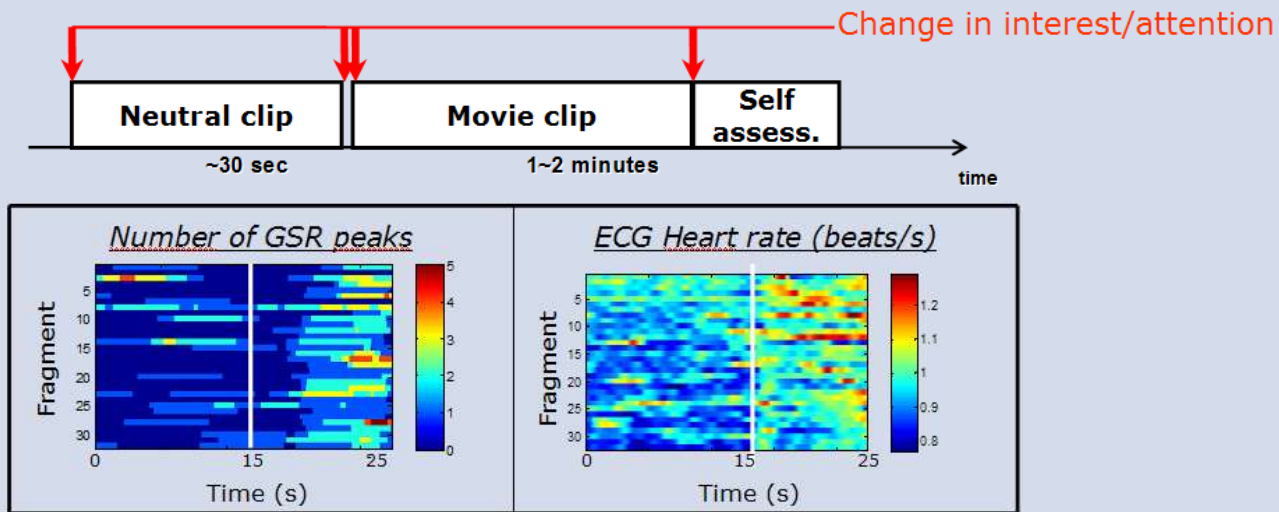 Change in interest/attention
Neutral clip
Movie clip
Self
assess.
~30 sec
1~2 minutes
time
Number of GSR peaks
Fragment
5
10
15
20
25
30
0
15
25
Time (s)
5
4
3
2
1
0
ECG Heart rate (beats/s)
Fragment
5
10
15
20
25
30
0
15
25
Time (s)
1.2
1.1
1
0.9
0.8